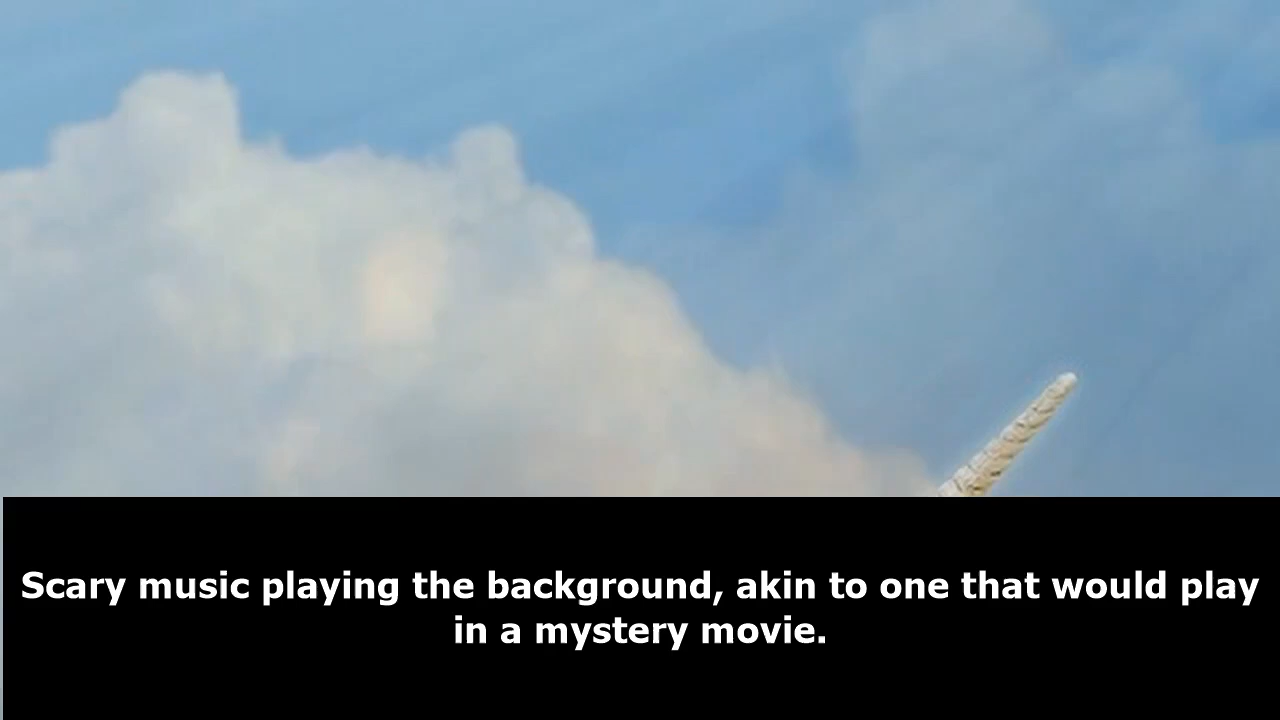 Scary music playing the background, akin to one that would play
in a mystery movie.